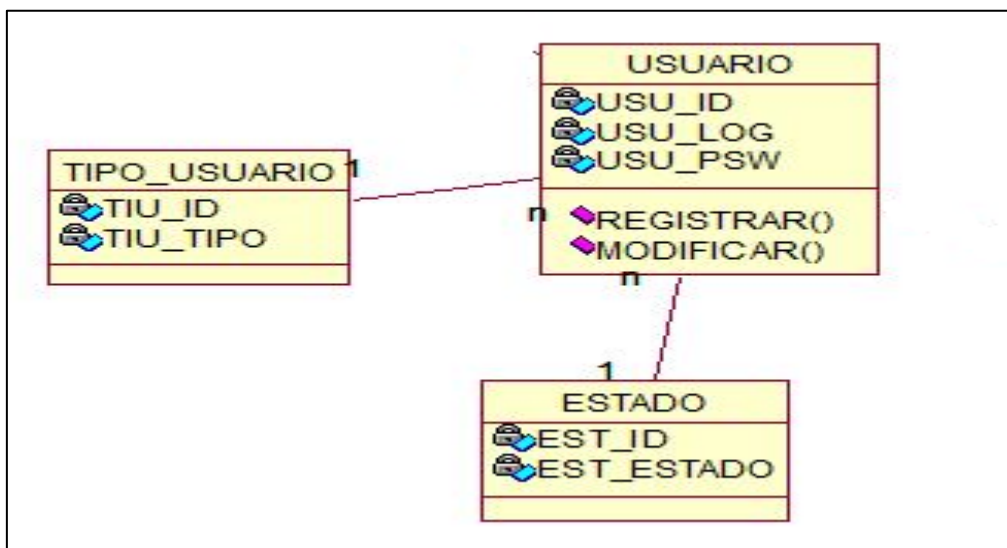 USUARIO
USU_ID
USU_LOG
USU_PSW
REGISTRAR()
MODIFICAR()
n
n
TIPO_USUARIO
1
TIU_ID
TIU_TIPO
1
ESTADO
EST_ID
EST_ESTADO